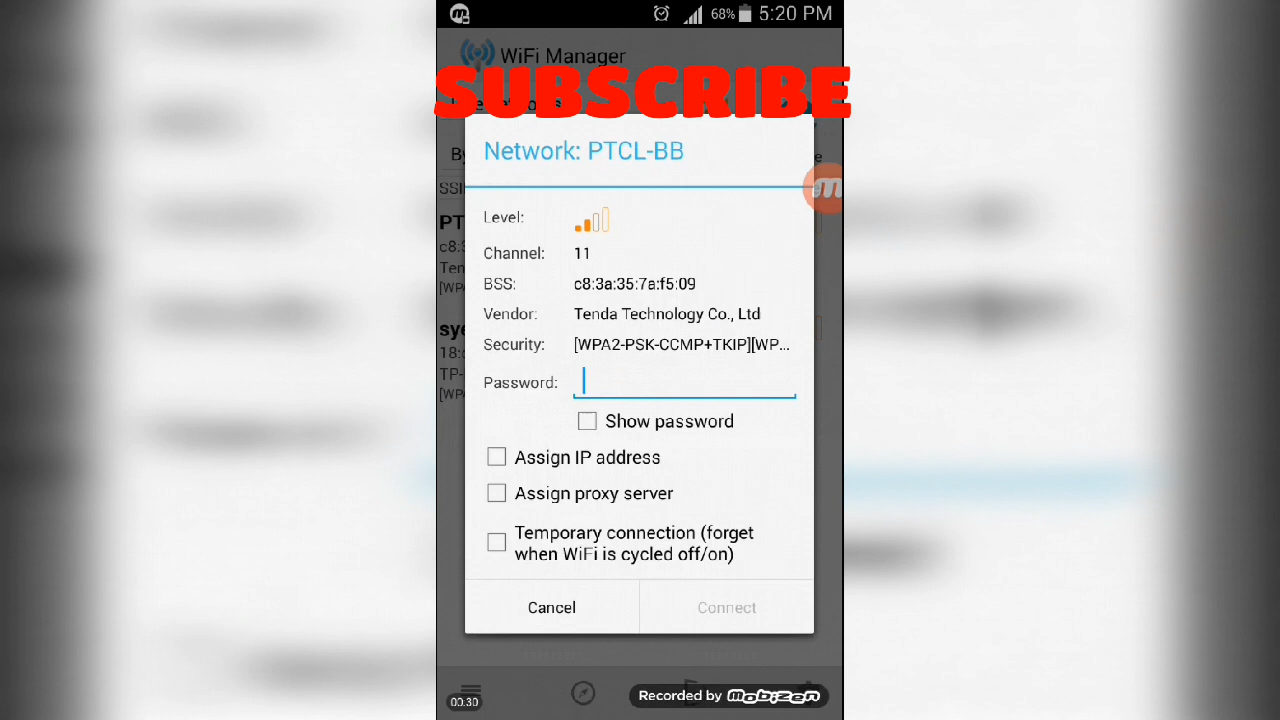 68% 5:20 PM
WiFi Manager
SUBSCRIBE
Network: PTCL-BB
Level:
Channel: 11
BSS: c8:3a:35:7a:f5:09
Vendor: Tenda Technology Co., Ltd
Security: [WPA2-PSK-CCMP+TKIP][WP...
Password:
Show password
Assign IP address
Assign proxy server
Temporary connection (forget
when WiFi is cycled off/on)
Cancel Connect
Recorded by mobizen
00:30